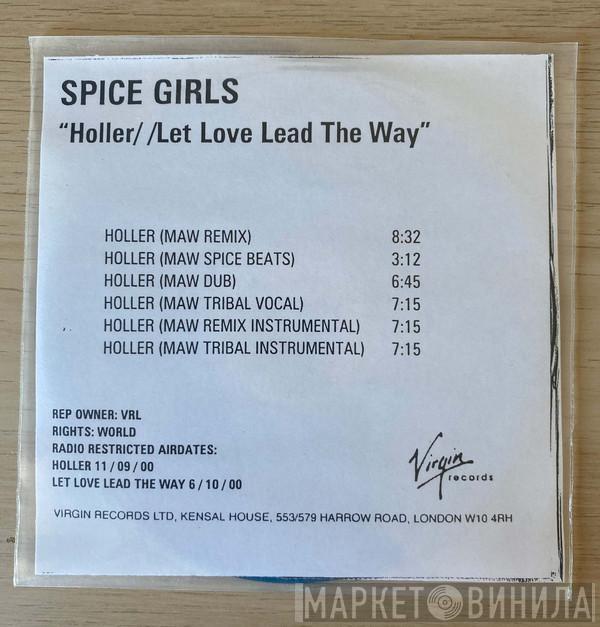 SPICE GIRLS
“Holler/ /Let Love Lead The Way”
HOLLER (MAW REMIX) 8:32
HOLLER (MAW SPICE BEATS) 3:12
HOLLER (MAW DUB) 6:45
HOLLER (MAW TRIBAL VOCAL) 7:15
HOLLER (MAW REMIX INSTRUMENTAL) 7:15
HOLLER (MAW TRIBAL INSTRUMENTAL) 7:15
REP OWNER: VRL
RIGHTS: WORLD
RADIO RESTRICTED AIRDATES:
HOLLER 11 / 09 / 00
LET LOVE LEAD THE WAY 6 / 10 / 00
Virgin
records
VIRGIN RECORDS LTD, KENSAL HOUSE, 553/579 HARROW ROAD, LONDON W10 4RH
МАРКЕТ ВИНИЛА